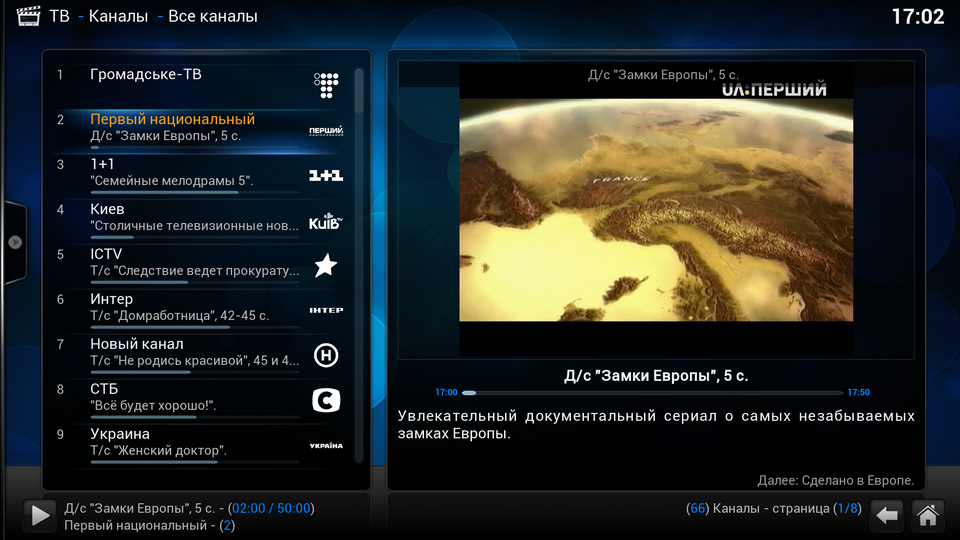 ТВ - Каналы - Все каналы
17:02
1 Громадське-ТВ
2 Первый национальный
ПЕРШИЙ
Д/с "Замки Европы", 5 с.
3 1+1
1+1
"Семейные мелодрамы 5".
4 Киев
КиїВ TV
"Столичные телевизионные нов...
5 ICTV
Т/с "Следствие ведет прокурату...
6 Интер
ІНТЕР
Т/с "Домработница", 42-45 с.
7 Новый канал
Н
Т/с "Не родись красивой", 45 и 4...
8 СТБ
С
"Всё будет хорошо!".
9 Украина
УКРАЇНА
Т/с "Женский доктор".
Д/с "Замки Европы", 5 с.
UA:ПЕРШИЙ
FRANCE
Д/с "Замки Европы", 5 с.
17:00
17:50
Увлекательный документальный сериал о самых незабываемых
замках Европы.
Далее: Сделано в Европе.
Д/с "Замки Европы", 5 с. - (02:00 / 50:00)
Первый национальный - (2)
(66) Каналы - страница (1/8)